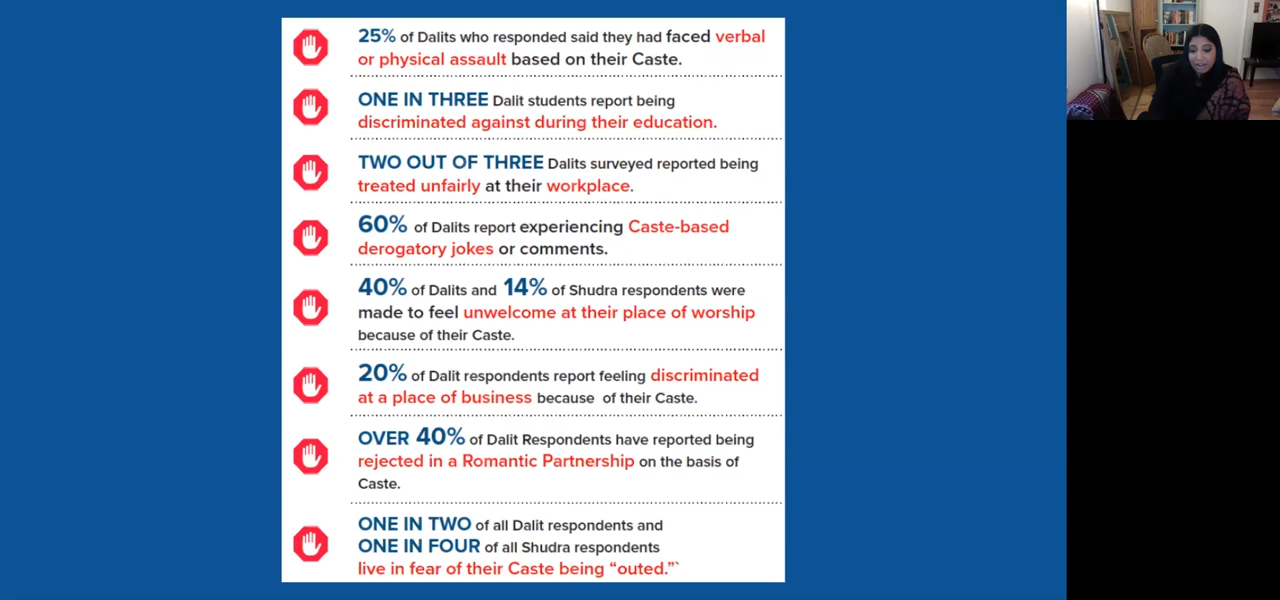 25% of Dalits who responded said they had faced verbal
or physical assault based on their Caste.
ONE IN THREE Dalit students report being
discriminated against during their education.
TWO OUT OF THREE Dalits surveyed reported being
treated unfairly at their workplace.
60% of Dalits report experiencing Caste-based
derogatory jokes or comments.
40% of Dalits and 14% of Shudra respondents were
made to feel unwelcome at their place of worship
because of their Caste.
20% of Dalit respondents report feeling discriminated
at a place of business because of their Caste.
OVER 40% of Dalit Respondents have reported being
rejected in a Romantic Partnership on the basis of
Caste.
ONE IN TWO of all Dalit respondents and
ONE IN FOUR of all Shudra respondents
live in fear of their Caste being “outed.”`